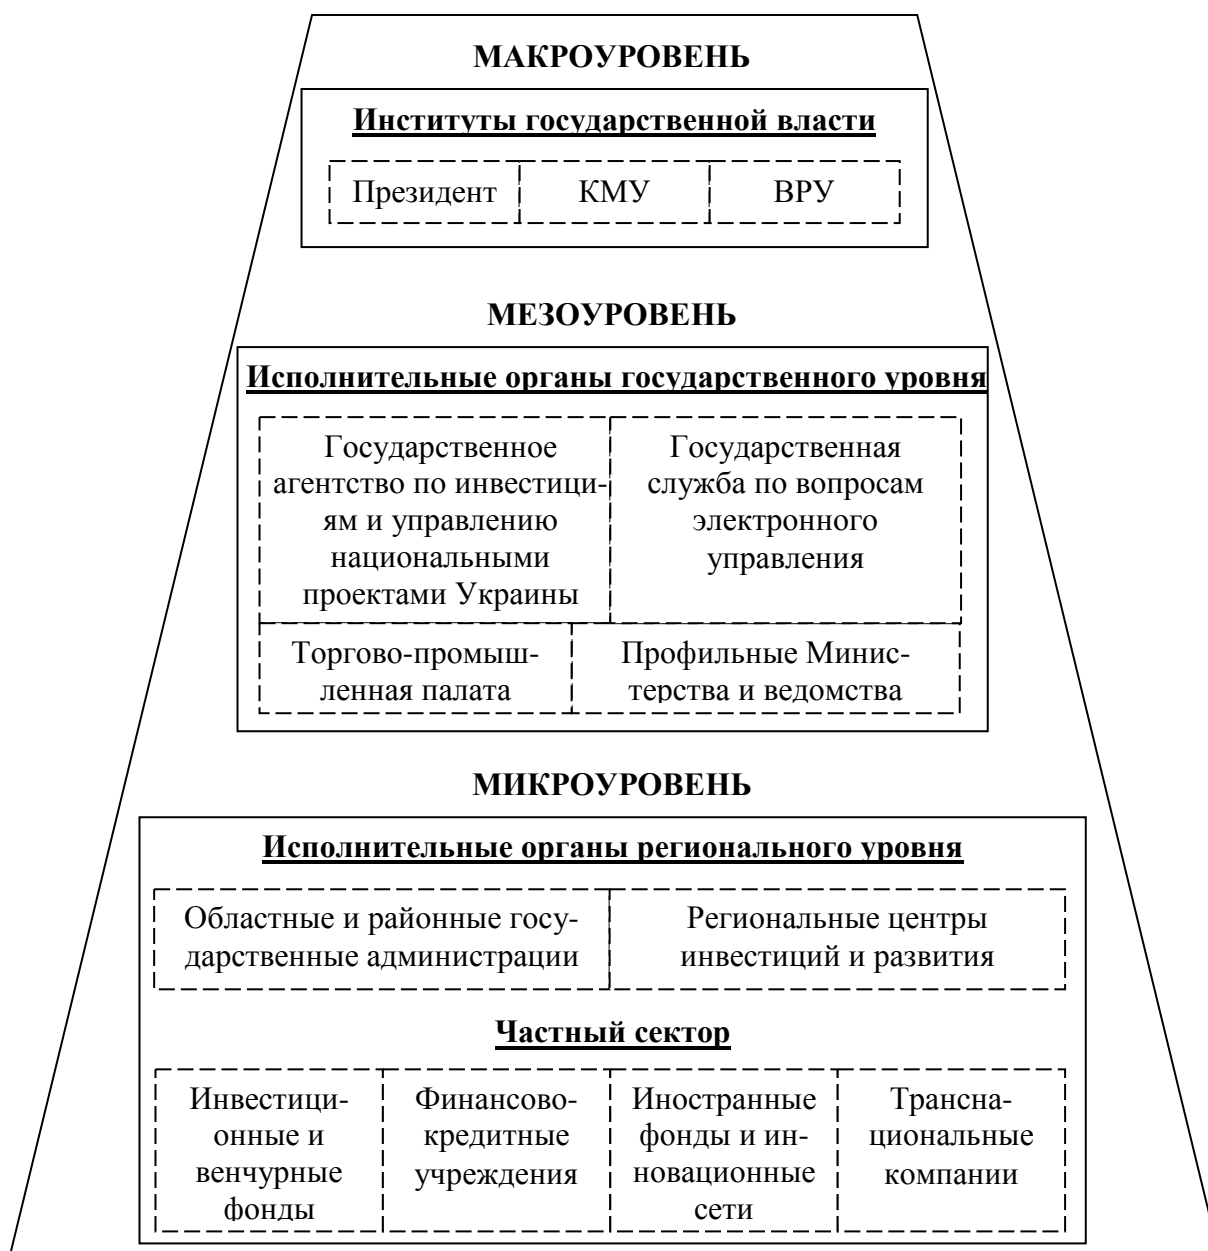 МАКРОУРОВЕНЬ
Институты государственной власти
Президент
КМУ
ВРУ
МЕЗОУРОВЕНЬ
Исполнительные органы государственного уровня
Государственное
агентство по инвестици-
ям и управлению
национальными
проектами Украины
Государственная
служба по вопросам
электронного
управления
Торгово-промыш-
ленная палата
Профильные Минис-
терства и ведомства
МИКРОУРОВЕНЬ
Исполнительные органы регионального уровня
Областные и районные госу-
дарственные администрации
Региональные центры
инвестиций и развития
Частный сектор
Инвестици-
онные и
венчурные
фонды
Финансово-
кредитные
учреждения
Иностранные
фонды и ин-
новационные
сети
Трансна-
циональные
компании